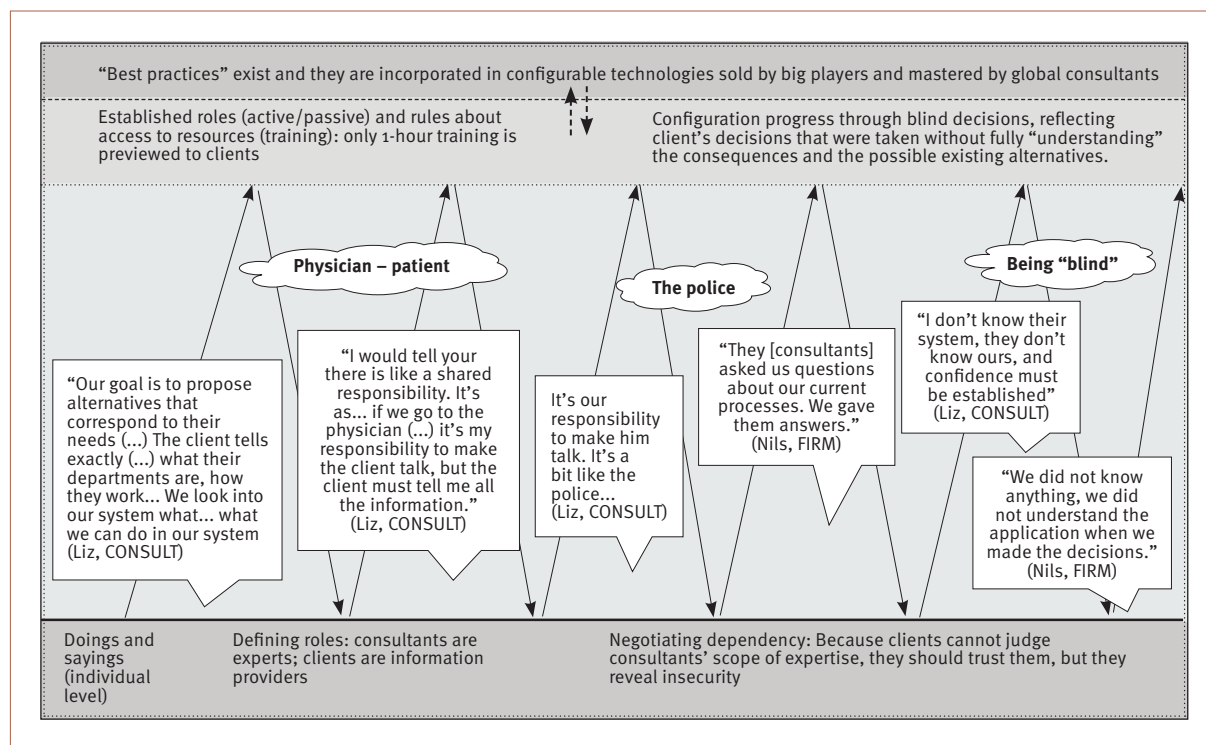 “Best practices” exist and they are incorporated in configurable technologies sold by big players and mastered by global consultants
Established roles (active/passive) and rules about
access to resources (training): only 1-hour training is
previewed to clients
Configuration progress through blind decisions, reflecting
client’s decisions that were taken without fully “understanding”
the consequences and the possible existing alternatives.
Physician – patient
The police
Being “blind”
“Our goal is to propose
alternatives that
correspond to their
needs (...) The client tells
exactly (...) what their
departments are, how
they work... We look into
our system what... what
we can do in our system
(Liz, CONSULT)
“I would tell your
there is like a shared
responsibility. It’s
as... if we go to the
physician (...) it’s my
responsibility to make
the client talk, but the
client must tell me all
the information.”
(Liz, CONSULT)
It’s our
responsibility
to make him
talk. It’s a
bit like the
police...
(Liz, CONSULT)
“They [consultants]
asked us questions
about our current
processes. We gave
them answers.”
(Nils, FIRM)
“I don’t know their
system, they don’t
know ours, and
confidence must
be established”
(Liz, CONSULT)
“We did not know
anything, we did
not understand the
application when we
made the decisions.”
(Nils, FIRM)
Doings and
sayings
(individual
level)
Defining roles: consultants are
experts; clients are information
providers
Negotiating dependency: Because clients cannot judge
consultants’ scope of expertise, they should trust them, but they
reveal insecurity